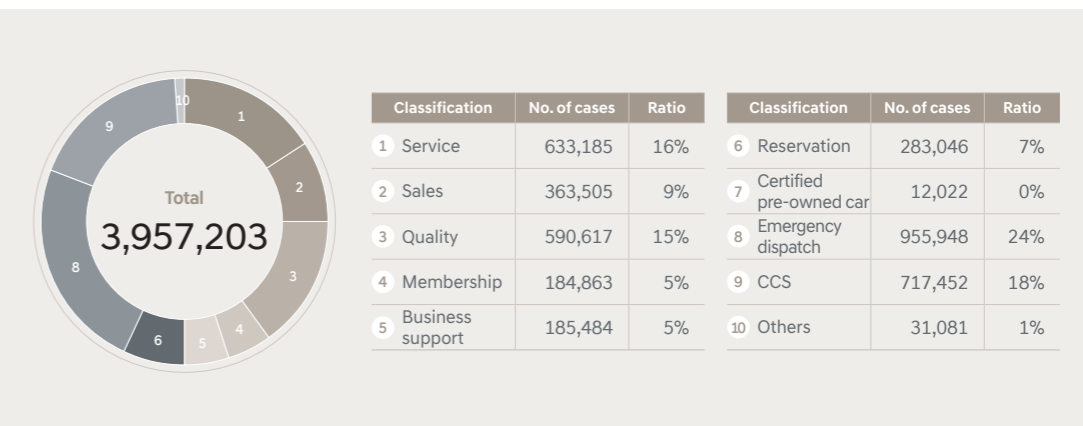 10
1
9
2
Total
3,957,203
8
3
4
6
5
Classification No. of cases Ratio
1 Service 633,185 16%
2 Sales 363,505 9%
3 Quality 590,617 15%
4 Membership 184,863 5%
5 Business
support 185,484 5%
Classification No. of cases Ratio
6 Reservation 283,046 7%
7 Certified
pre-owned car 12,022 0%
8 Emergency
dispatch 955,948 24%
9 CCS 717,452 18%
10 Others 31,081 1%